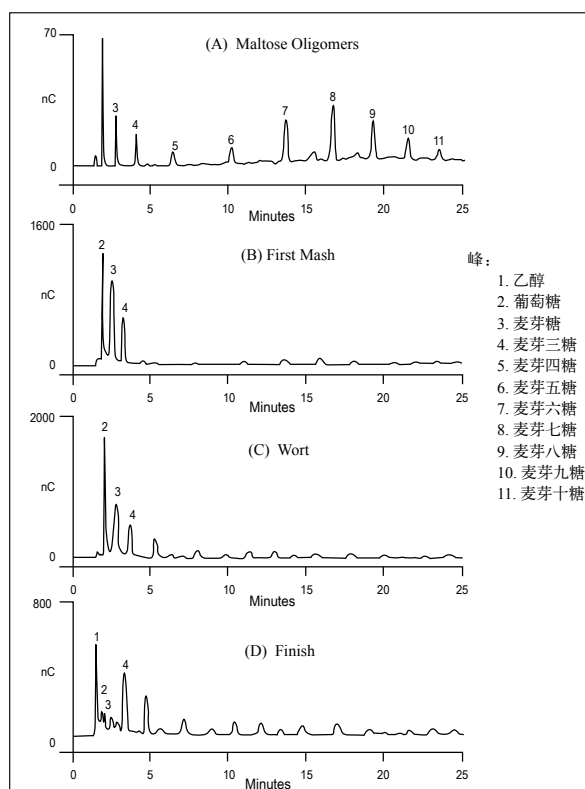 70
(A) Maltose Oligomers
nC
3
4
5
6
7
8
9
10
11
0
0
5
10
15
20
25
Minutes
1600
(B) First Mash
nC
2
3
4
0
0
5
10
15
20
25
Minutes
2000
(C) Wort
nC
2
3
4
0
0
5
10
15
20
25
Minutes
800
(D) Finish
nC
1
2
3
4
0
0
5
10
15
20
25
Minutes
峰:
1. 乙醇
2. 葡萄糖
3. 麦芽糖
4. 麦芽三糖
5. 麦芽四糖
6. 麦芽五糖
7. 麦芽六糖
8. 麦芽七糖
9. 麦芽八糖
10. 麦芽九糖
11. 麦芽十糖